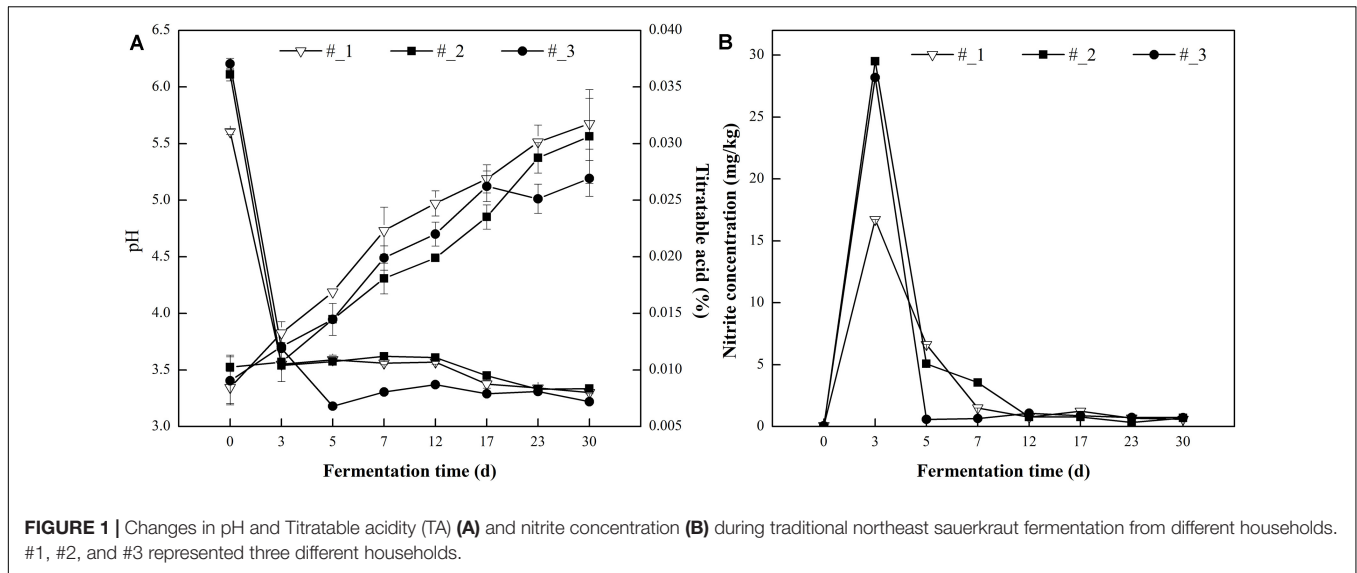 A
#_1 #_2 #_3
6.5
6.0
5.5
5.0
4.5
4.0
3.5
3.0
pH
0.040
0.035
0.030
0.025
0.020
0.015
0.010
0.005
Titratable acid (%)
0 3 5 7 12 17 23 30
Fermentation time (d)
B
#_1 #_2 #_3
30
25
20
15
10
5
0
Nitrite concentration (mg/kg)
0 3 5 7 12 17 23 30
Fermentation time (d)
FIGURE 1 | Changes in pH and Titratable acidity (TA) (A) and nitrite concentration (B) during traditional northeast sauerkraut fermentation from different households.
#1, #2, and #3 represented three different households.